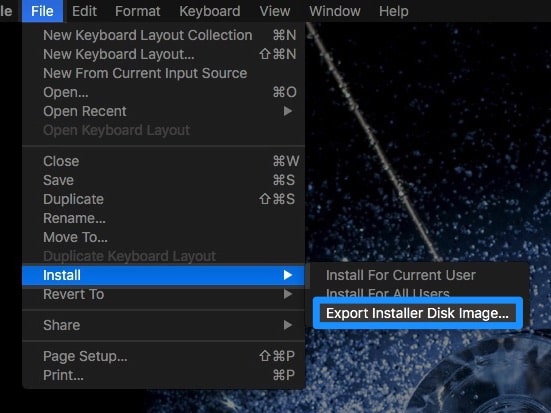 le File Edit Format Keyboard View Window Help
New Keyboard Layout Collection ⌘N
New Keyboard Layout... ⇧⌘N
New From Current Input Source
Open... ⌘O
Open Recent ▶
Open Keyboard Layout
Close ⌘W
Save ⌘S
Duplicate ⇧⌘S
Rename...
Move To...
Duplicate Keyboard Layout
Install ▶
Install For Current User
Revert To ▶
Install For All Users
Export Installer Disk Image...
Share ▶
Page Setup... ⇧⌘P
Print... ⌘P